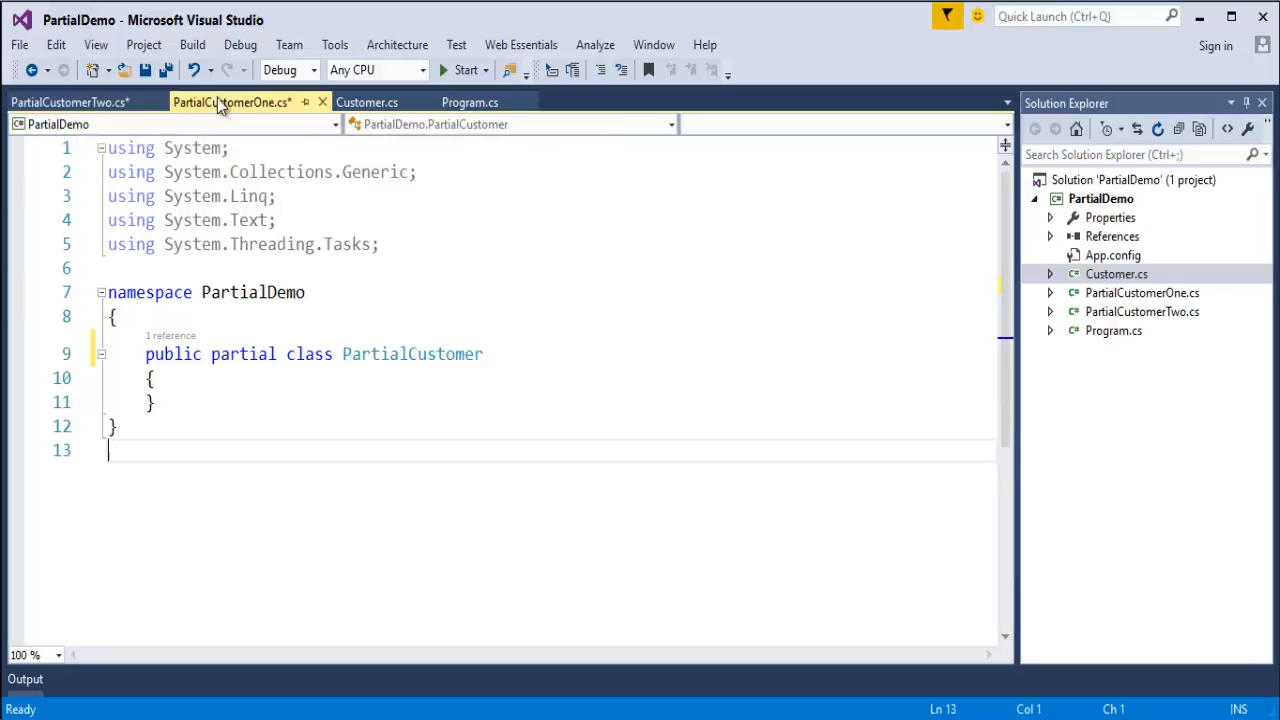 PartialDemo - Microsoft Visual Studio
Quick Launch (Ctrl+Q)
File Edit View Project Build Debug Team Tools Architecture Test Web Essentials Analyze Window Help
Sign in
Debug Any CPU Start
PartialCustomerTwo.cs* PartialCustomerOne.cs* Customer.cs Program.cs
PartialDemo PartialDemo.PartialCustomer
1 using System;
2 using System.Collections.Generic;
3 using System.Linq;
4 using System.Text;
5 using System.Threading.Tasks;
6
7 namespace PartialDemo
8 {
1 reference
9 public partial class PartialCustomer
10 {
11 }
12 }
13
100 %
Solution Explorer
Search Solution Explorer (Ctrl+;)
Solution 'PartialDemo' (1 project)
PartialDemo
Properties
References
App.config
Customer.cs
PartialCustomerOne.cs
PartialCustomerTwo.cs
Program.cs
Output
Ready Ln 13 Col 1 Ch 1 INS